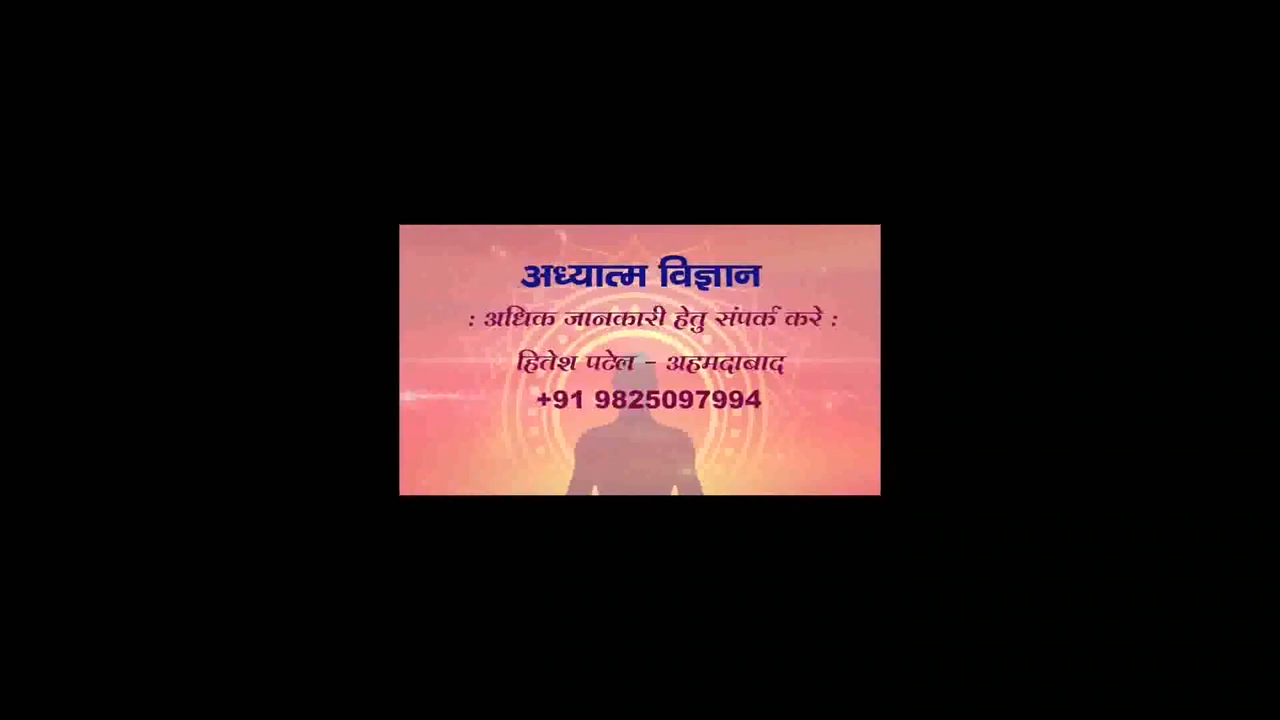 अध्यात्म विज्ञान
: अधिक जानकारी हेतु संपर्क करे :
हितेश पटेल - अहमदाबाद
+91 9825097994